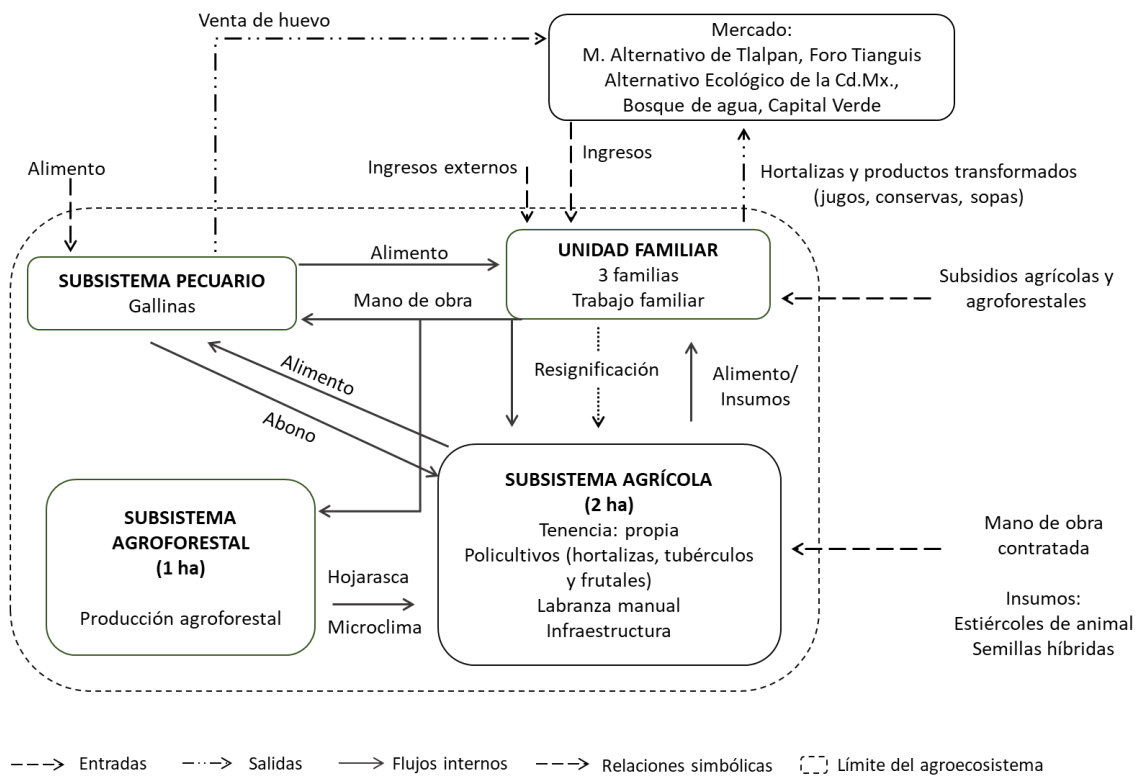 Venta de huevo
Mercado:
M. Alternativo de Tlalpan, Foro Tianguis
Alternativo Ecológico de la Cd.Mx.,
Bosque de agua, Capital Verde
Alimento
Ingresos externos
Ingresos
Hortalizas y productos transformados
(jugos, conservas, sopas)
SUBSISTEMA PECUARIO
Gallinas
Alimento
UNIDAD FAMILIAR
3 familias
Trabajo familiar
Mano de obra
Subsidios agrícolas y
agroforestales
Resignificación
Alimento/
Insumos
Alimento
Abono
SUBSISTEMA
AGROFORESTAL
(1 ha)
Producción agroforestal
Hojarasca
Microclima
SUBSISTEMA AGRÍCOLA
(2 ha)
Tenencia: propia
Policultivos (hortalizas, tubérculos
y frutales)
Labranza manual
Infraestructura
Mano de obra
contratada
Insumos:
Estiércoles de animal
Semillas híbridas
Entradas
Salidas
Flujos internos
Relaciones simbólicas
Límite del agroecosistema